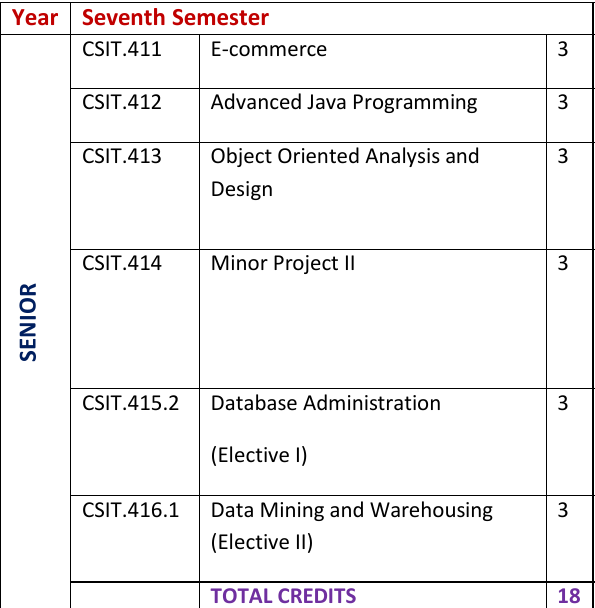 Year Seventh Semester
CSIT.411 E-commerce 3
CSIT.412 Advanced Java Programming 3
CSIT.413 Object Oriented Analysis and 3
Design
SENIOR
CSIT.414 Minor Project II 3
CSIT.415.2 Database Administration 3
(Elective I)
CSIT.416.1 Data Mining and Warehousing 3
(Elective II)
TOTAL CREDITS 18